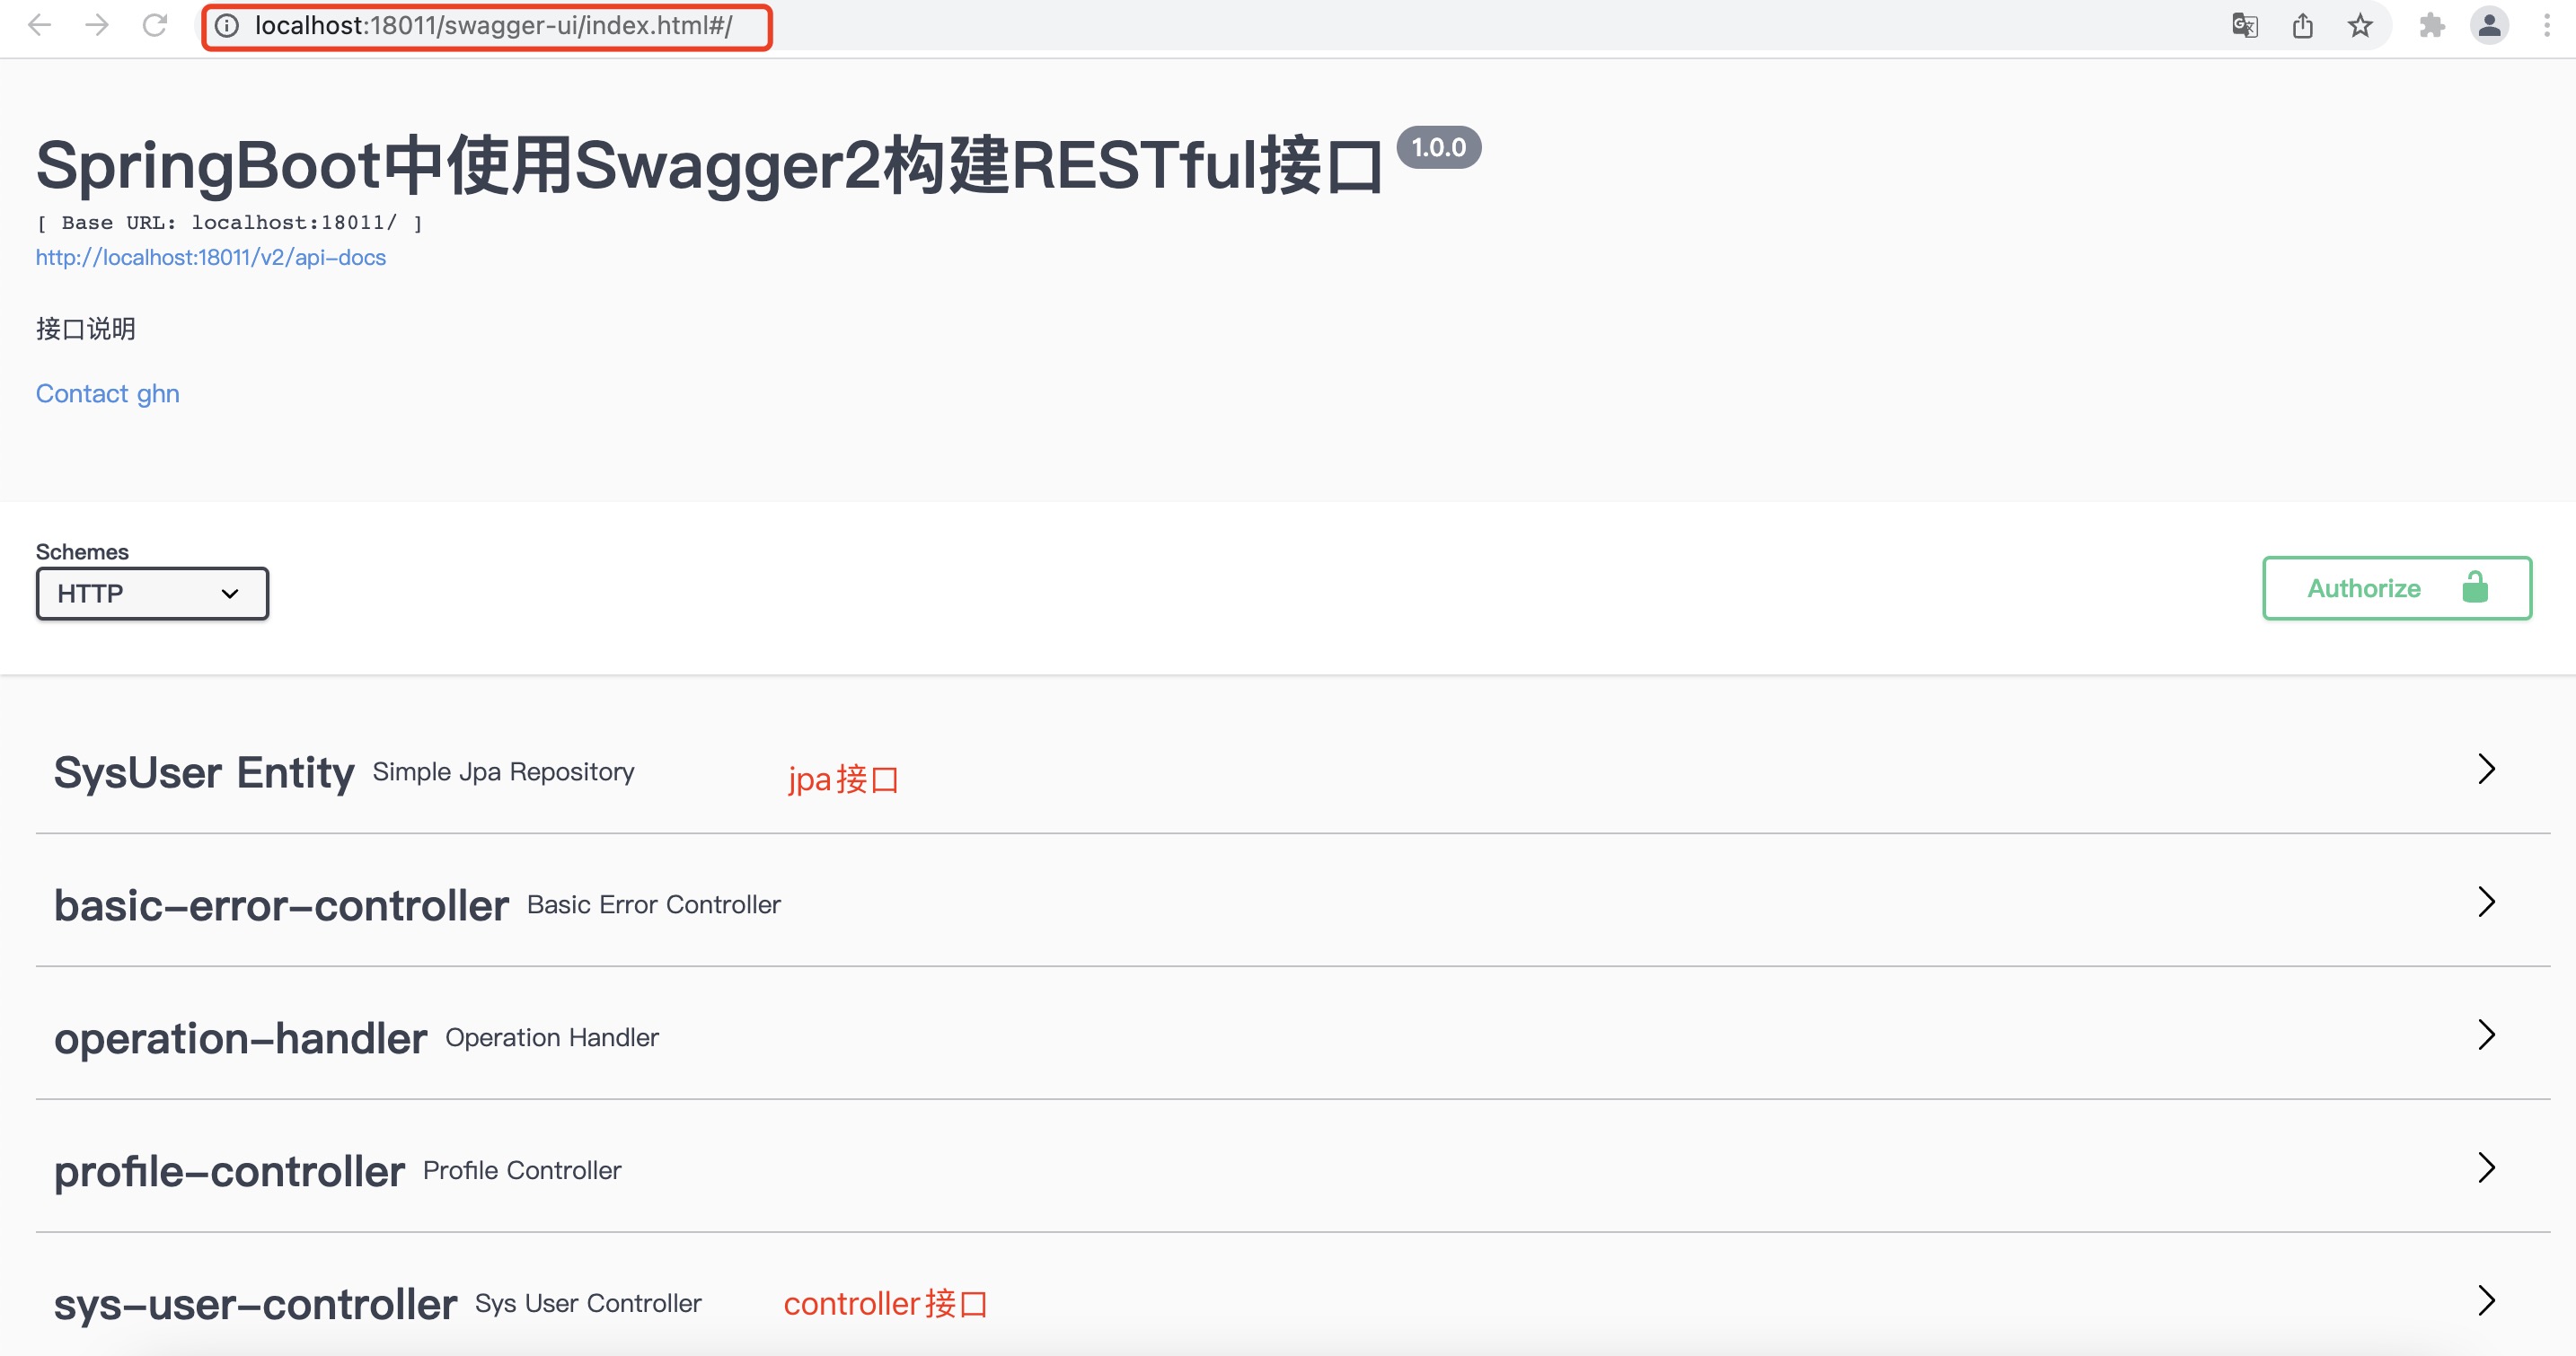 localhost:18011/swagger-ui/index.html#/
SpringBoot中使用Swagger2构建RESTful接口 1.0.0
[ Base URL: localhost:18011/ ]
http://localhost:18011/v2/api-docs
接口说明
Contact ghn
Schemes
HTTP
Authorize
SysUser Entity Simple Jpa Repository jpa接口
basic-error-controller Basic Error Controller
operation-handler Operation Handler
profile-controller Profile Controller
sys-user-controller Sys User Controller controller接口